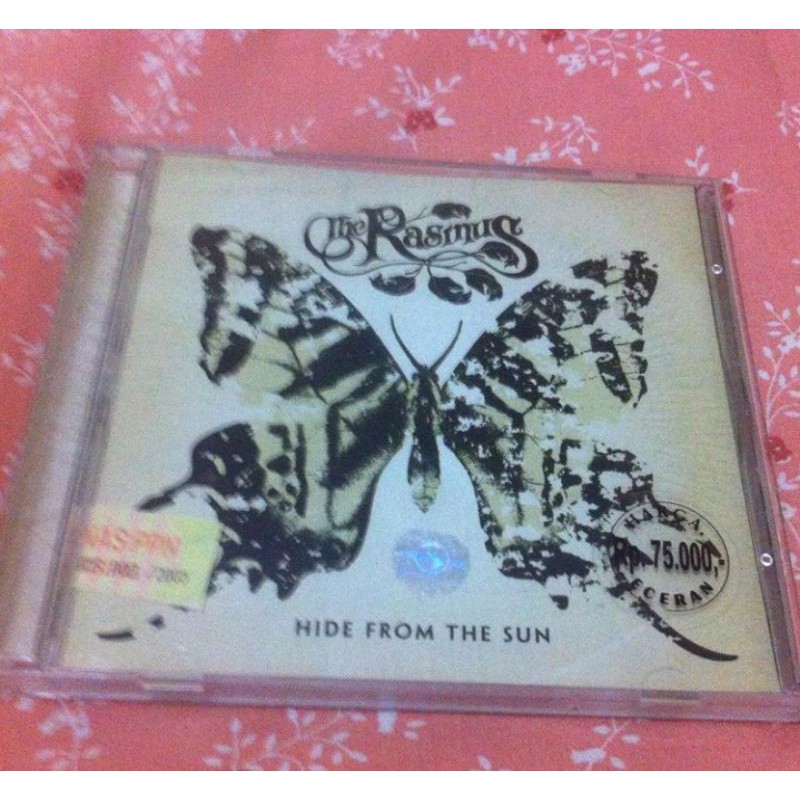 The Rasmus
HARGA
Rp. 75.000,-
ECERAN
HIDE FROM THE SUN